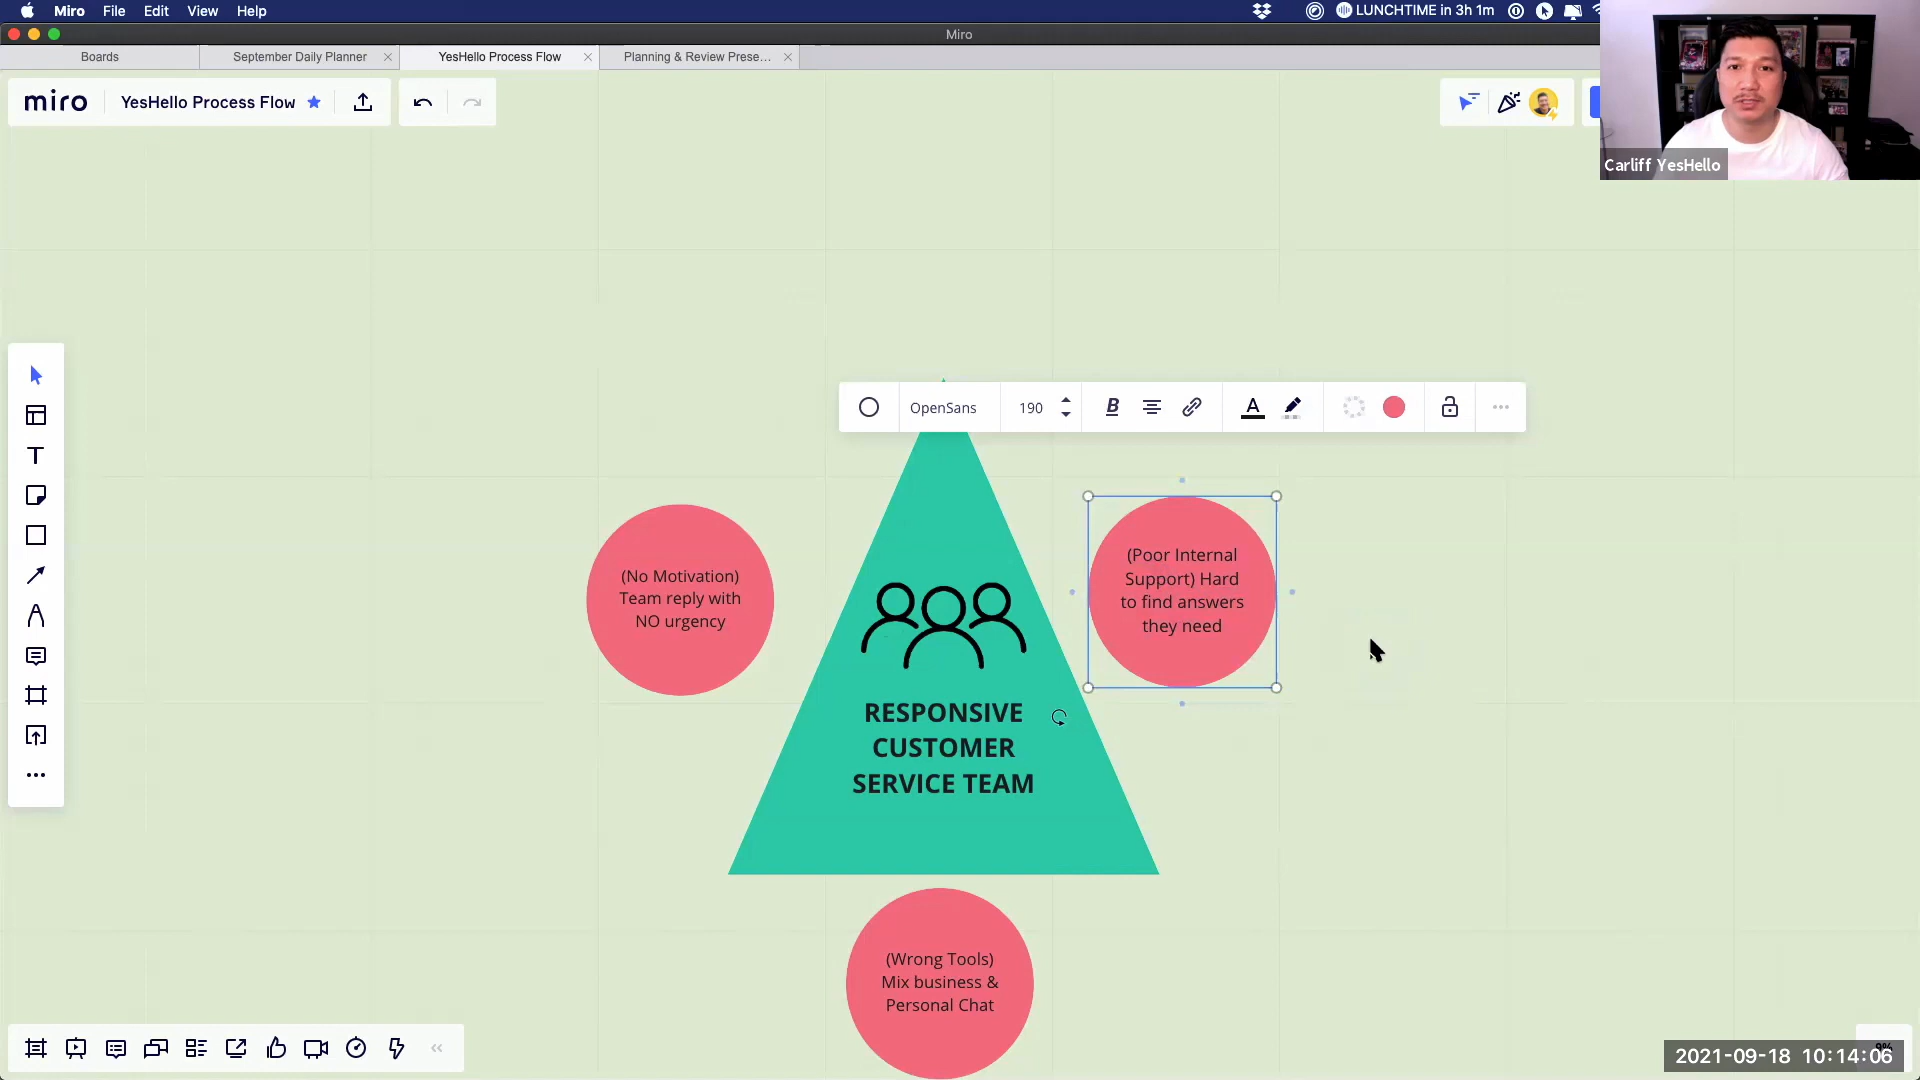 Miro File Edit View Help
LUNCHTIME in 3h 1m
Miro
Boards
September Daily Planner
YesHello Process Flow
Planning & Review Prese...
miro
YesHello Process Flow
Carliff YesHello
OpenSans
190
B
A
(No Motivation)
Team reply with
NO urgency
(Poor Internal
Support) Hard
to find answers
they need
RESPONSIVE
CUSTOMER
SERVICE TEAM
(Wrong Tools)
Mix business &
Personal Chat
2021-09-18 10:14:06